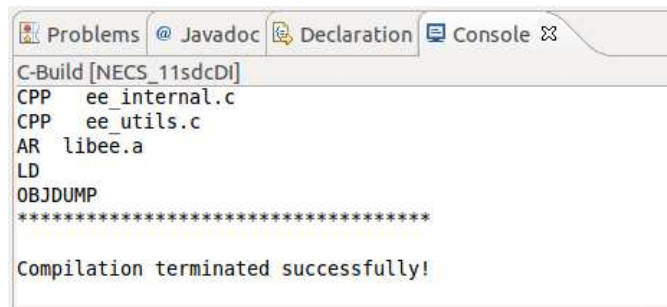 Problems @ Javadoc Declaration Console
C-Build [NECS_11sdcDI]
CPP ee_internal.c
CPP ee_utils.c
AR libee.a
LD
OBJDUMP
************************************
Compilation terminated successfully!